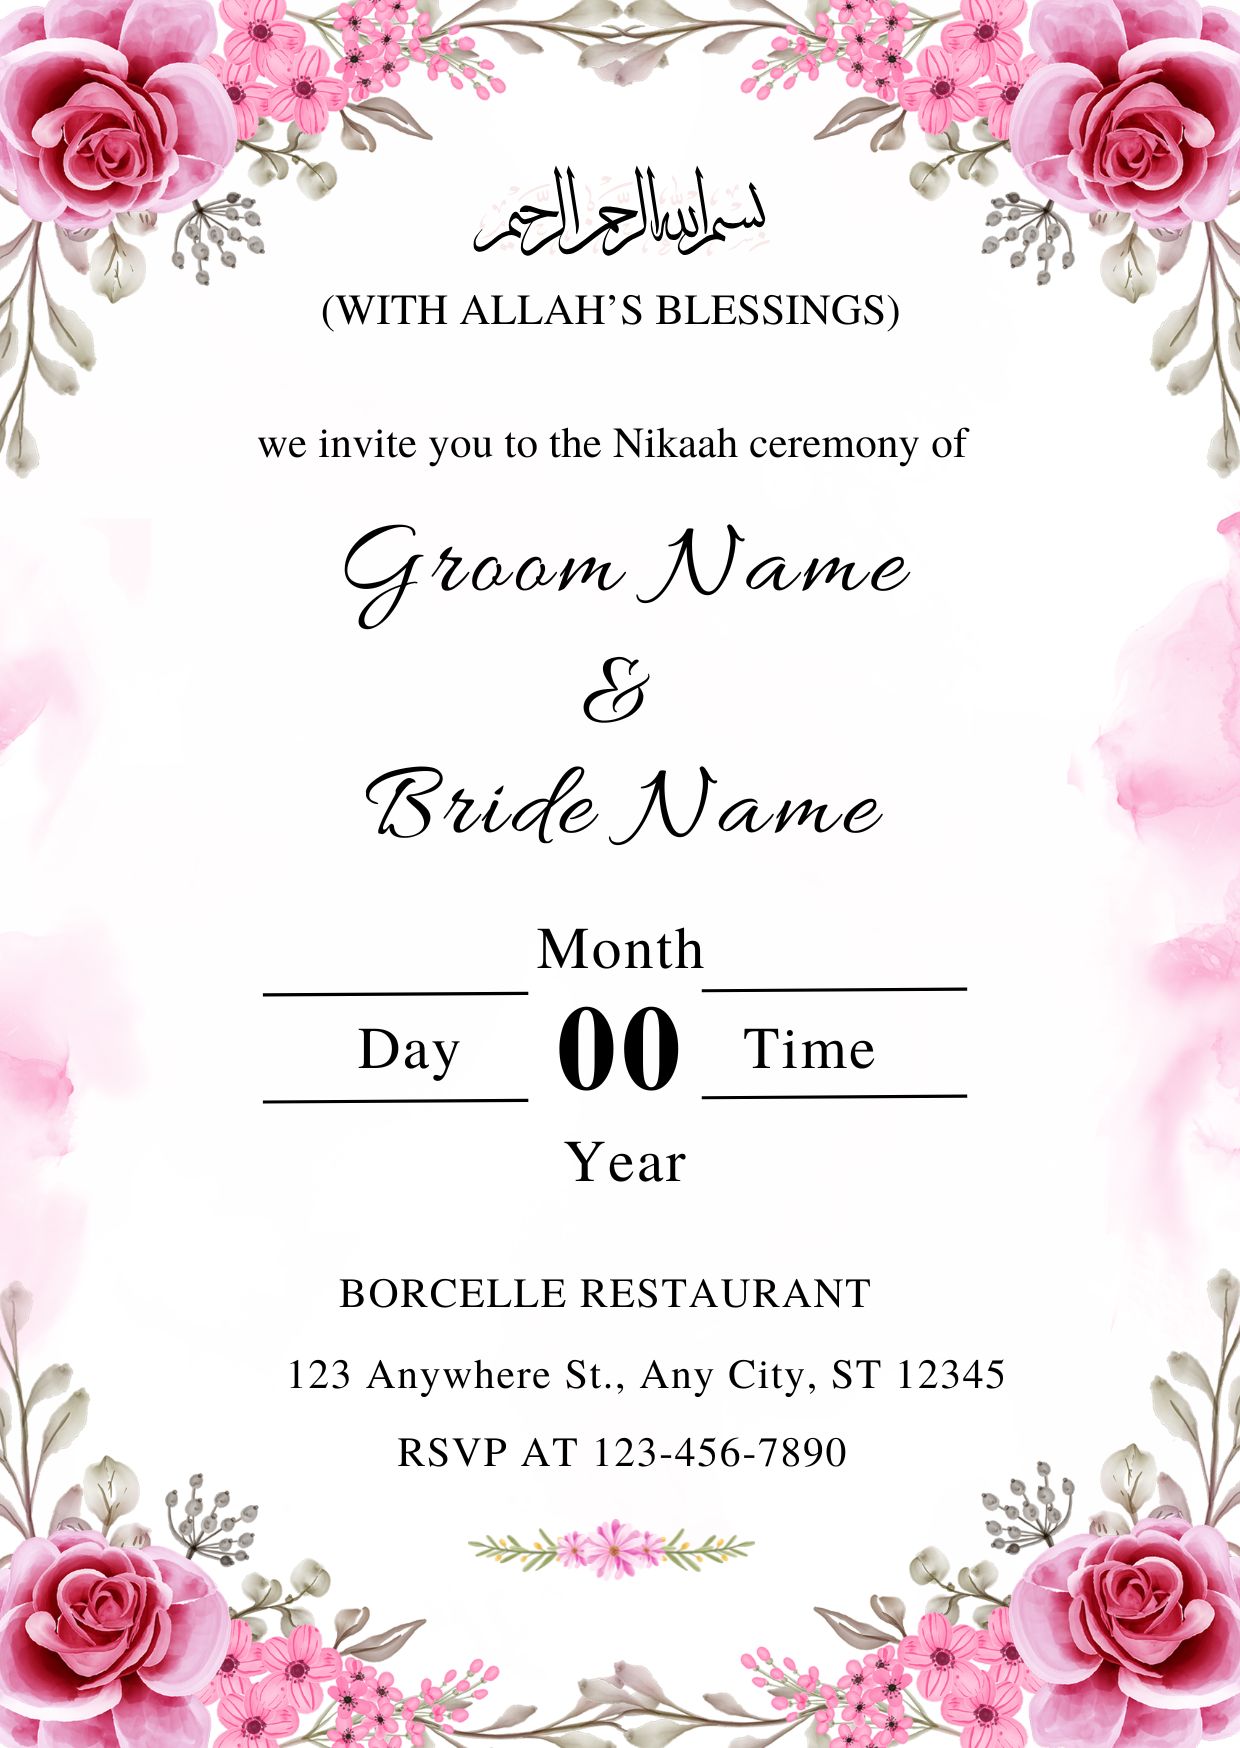 بسم الله الرحمن الرحيم
(WITH ALLAH’S BLESSINGS)
we invite you to the Nikaah ceremony of
Groom Name
&
Bride Name
Month
Day 00 Time
Year
BORCELLE RESTAURANT
123 Anywhere St., Any City, ST 12345
RSVP AT 123-456-7890